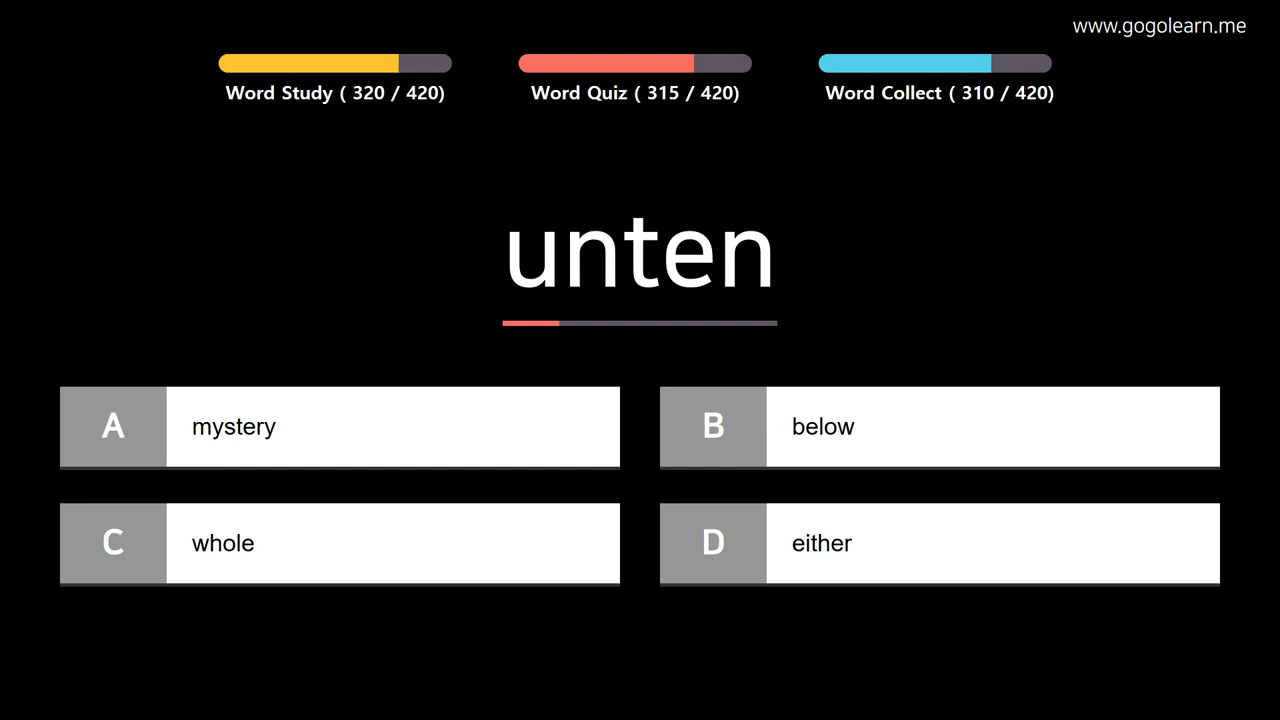 www.gogolearn.me
Word Study ( 320 / 420)
Word Quiz ( 315 / 420)
Word Collect ( 310 / 420)
unten
A mystery
B below
C whole
D either